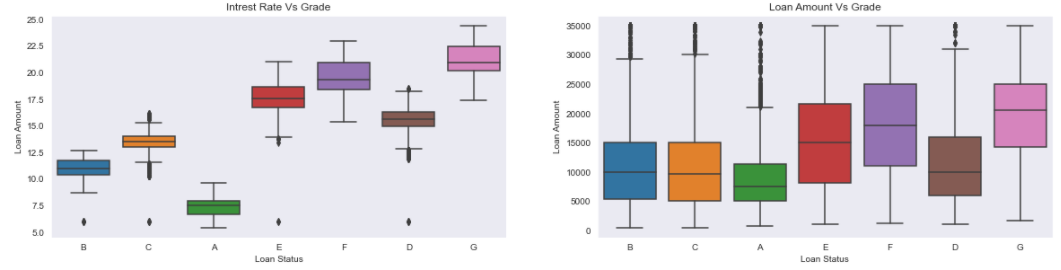 Intrest Rate Vs Grade
Loan Amount
25.0
22.5
20.0
17.5
15.0
12.5
10.0
7.5
5.0
B C A E F D G
Loan Status
Loan Amount Vs Grade
Loan Amount
35000
30000
25000
20000
15000
10000
5000
0
B C A E F D G
Loan Status